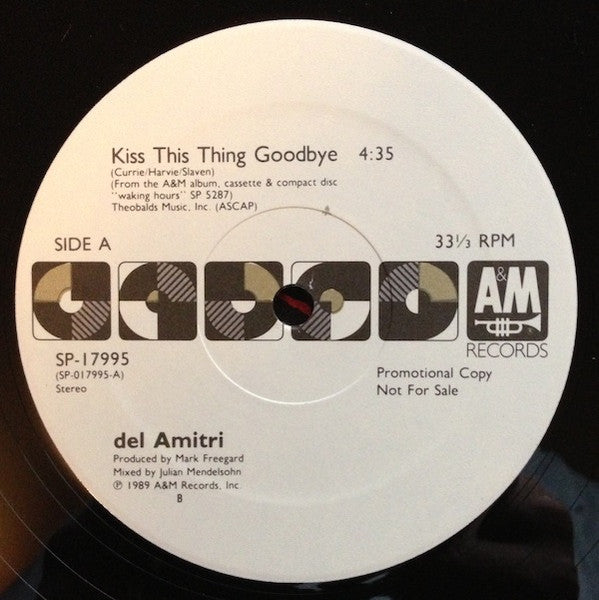 Kiss This Thing Goodbye 4:35
(Currie/Harvie/Slaven)
(From the A&M album, cassette & compact disc
"waking hours" SP 5287)
Theobalds Music, Inc. (ASCAP)
SIDE A
33⅓ RPM
A&M
RECORDS
SP-17995
(SP-017995-A)
Stereo
Promotional Copy
Not For Sale
del Amitri
Produced by Mark Freegard
Mixed by Julian Mendelsohn
℗ 1989 A&M Records, Inc.
B